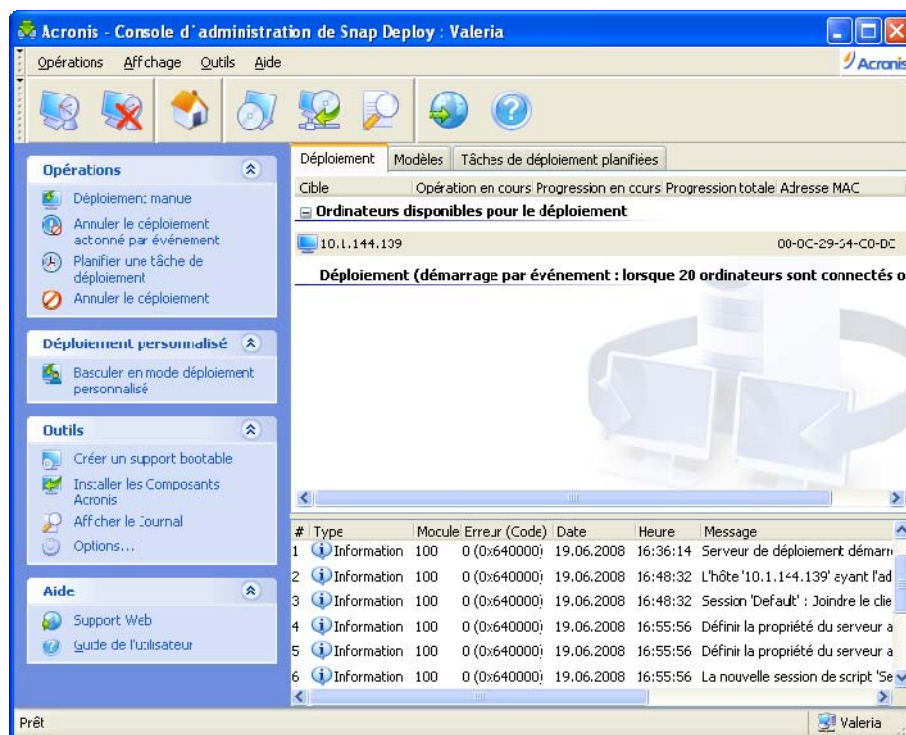 Acronis - Console d'administration de Snap Deploy : Valeria
Opérations Affichage Outils Aide
Acronis
Opérations
Déploiement manue
Annuler le céploiement
actonné par événement
Planifier une tâche de
déploiement
Annuler le céploiement
Déploiement personnalisé
Basculer en mode déploiement
personnalisé
Outils
Créer un support bootable
Installer les Composants
Acronis
Afficher le Journal
Options...
Aide
Support Web
Guide de l'utilisateur
Déploiement Modèles Tâches de déploiement planifiées
Cible Opération en cours Progression en cours Progression totale Adresse MAC
Ordinateurs disponibles pour le déploiement
10.1.144.139 00-0C-29-54-C0-DC
Déploiement (démarrage par événement : lorsque 20 ordinateurs sont connectés o
# Type Module Erreur (Code) Date Heure Message
1 Information 100 0 (0x640000) 19.06.2008 16:36:14 Serveur de déploiement démarr
2 Information 100 0 (0x640000) 19.06.2008 16:48:32 L'hôte '10.1.144.139' ayant l'ad
3 Information 100 0 (0x640000) 19.06.2008 16:48:32 Session 'Default' : Joindre le clie
4 Information 100 0 (0x640000) 19.06.2008 16:55:56 Définir la propriété du serveur a
5 Information 100 0 (0x640000) 19.06.2008 16:55:56 Définir la propriété du serveur a
6 Information 100 0 (0x640000) 19.06.2008 16:55:56 La nouvelle session de script 'Se
Prêt Valeria